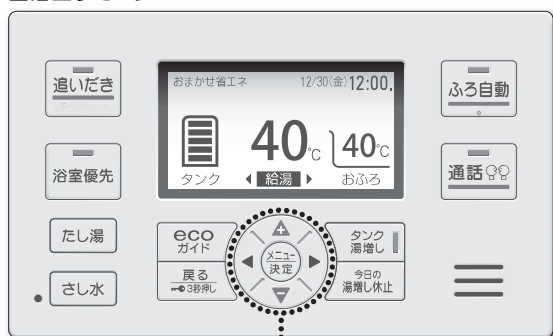 追いだき
浴室優先
たし湯
さし水
おまかせ省エネ 12/30(金)12:00
40℃ 40℃
タンク ◀ 給湯 ▶ おふろ
ふろ自動
通話
eco
ガイド
戻る
3秒押し
メニュー
決定
タンク
湯増し
今日の
湯増し休止